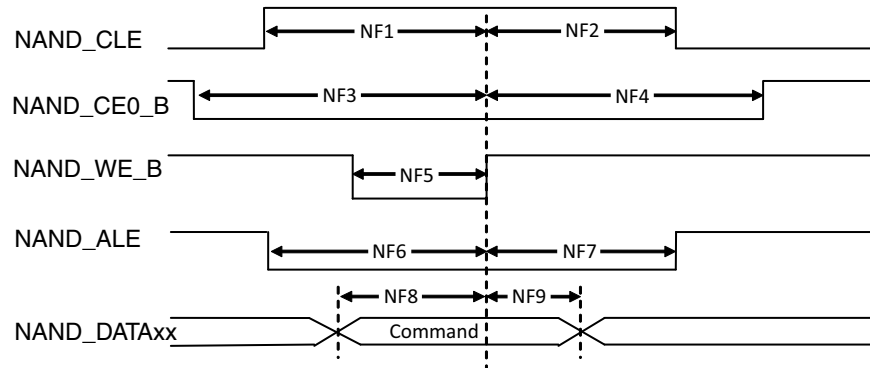 NAND_CLE NF1 NF2
NAND_CE0_B NF3 NF4
NAND_WE_B NF5
NAND_ALE NF6 NF7
NF8 NF9
NAND_DATAxx Command